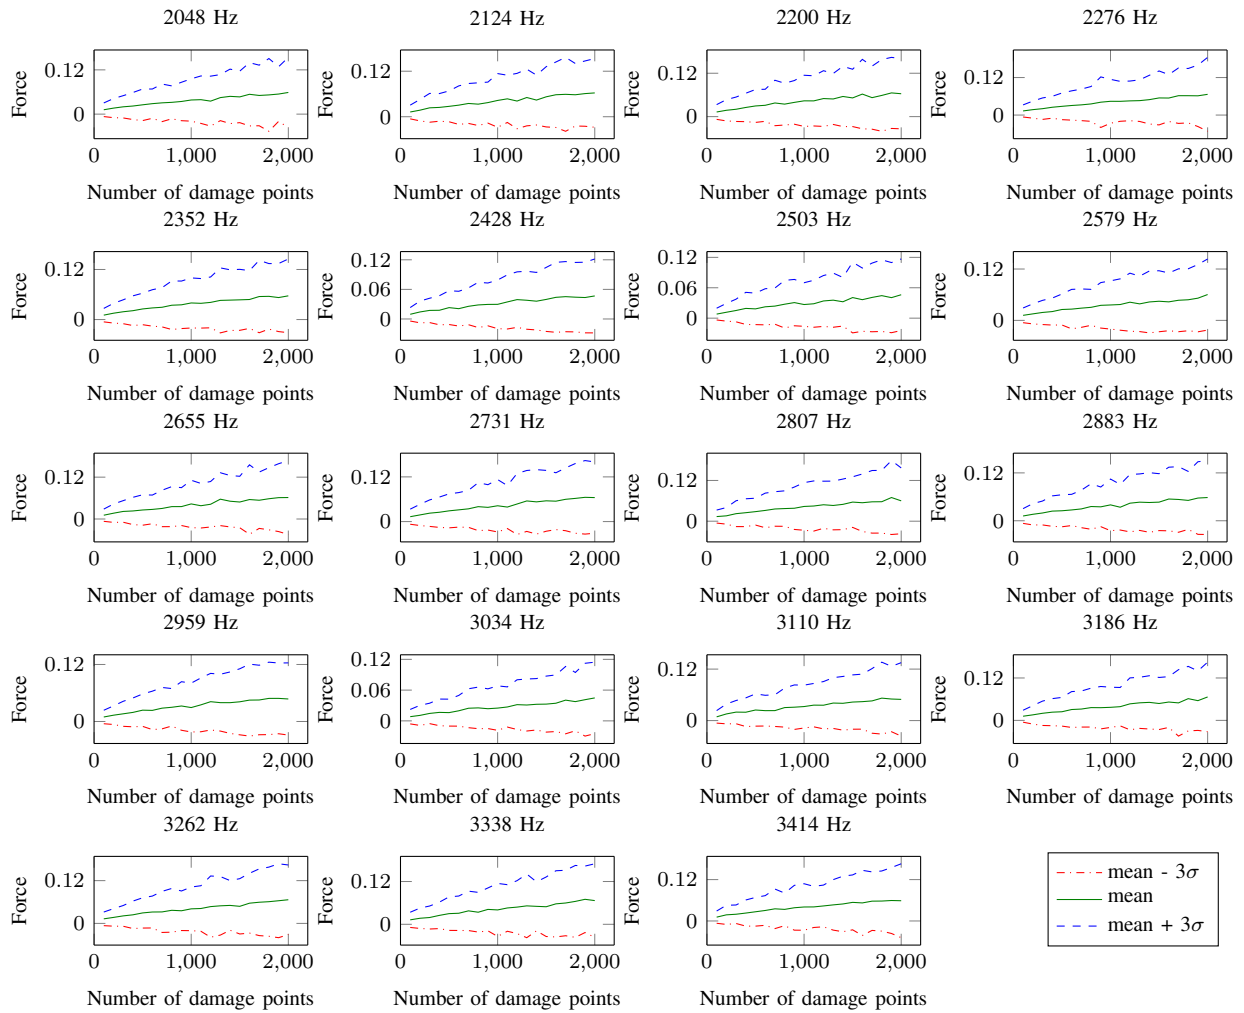 2048 Hz 2124 Hz 2200 Hz 2276 Hz
Force 0.12 Force 0.12 Force 0.12 Force 0.12
0 0 0 0
0 1,000 2,000 0 1,000 2,000 0 1,000 2,000 0 1,000 2,000
Number of damage points Number of damage points Number of damage points Number of damage points
2352 Hz 2428 Hz 2503 Hz 2579 Hz
Force 0.12 Force 0.12 Force 0.12 Force 0.12
0.06 0.06
0 0 0 0
0 1,000 2,000 0 1,000 2,000 0 1,000 2,000 0 1,000 2,000
Number of damage points Number of damage points Number of damage points Number of damage points
2655 Hz 2731 Hz 2807 Hz 2883 Hz
Force 0.12 Force 0.12 Force 0.12 Force 0.12
0 0 0 0
0 1,000 2,000 0 1,000 2,000 0 1,000 2,000 0 1,000 2,000
Number of damage points Number of damage points Number of damage points Number of damage points
2959 Hz 3034 Hz 3110 Hz 3186 Hz
Force 0.12 Force 0.12 Force 0.12 Force 0.12
0.06
0 0 0 0
0 1,000 2,000 0 1,000 2,000 0 1,000 2,000 0 1,000 2,000
Number of damage points Number of damage points Number of damage points Number of damage points
3262 Hz 3338 Hz 3414 Hz
Force 0.12 Force 0.12 Force 0.12
0 0 0
0 1,000 2,000 0 1,000 2,000 0 1,000 2,000
Number of damage points Number of damage points Number of damage points
mean - 3σ
mean
mean + 3σ